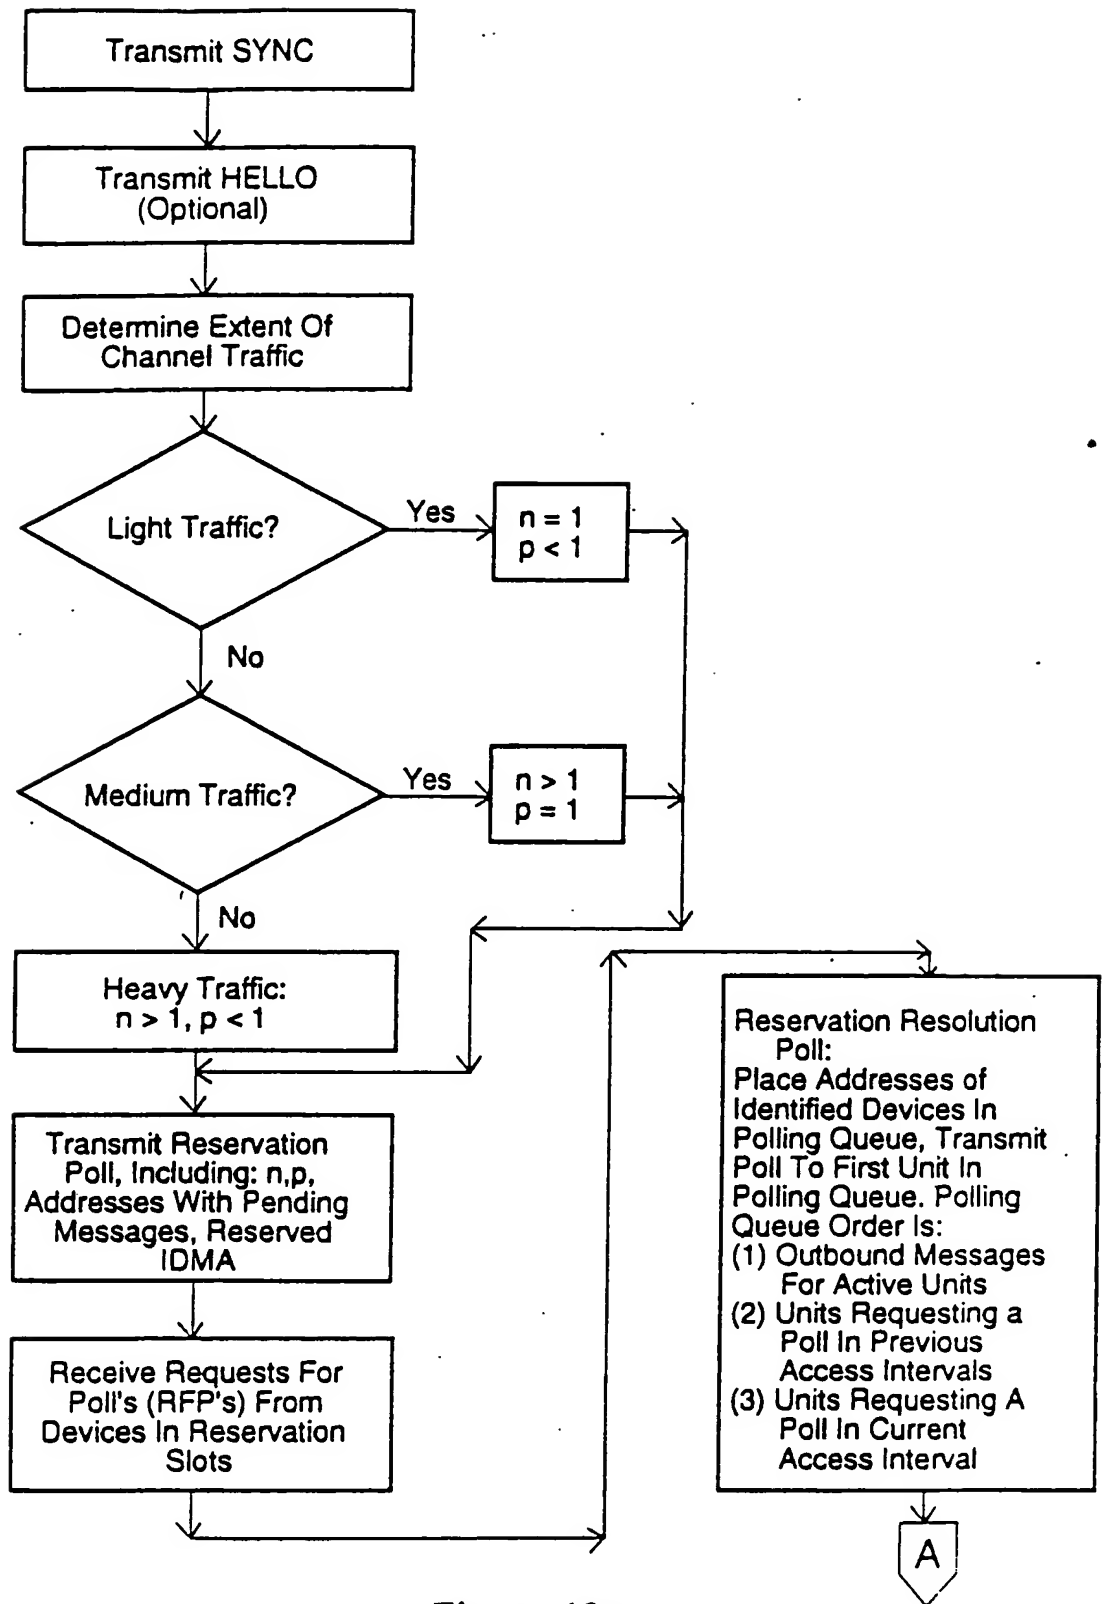 Transmit SYNC
Transmit HELLO
(Optional)
Determine Extent Of
Channel Traffic
Light Traffic?
Yes
n = 1
p < 1
No
Medium Traffic?
Yes
n > 1
p = 1
No
Heavy Traffic:
n > 1, p < 1
Transmit Reservation
Poll, Including: n,p,
Addresses With Pending
Messages, Reserved
IDMA
Receive Requests For
Poll's (RFP's) From
Devices In Reservation
Slots
Reservation Resolution
Poll:
Place Addresses of
Identified Devices In
Polling Queue, Transmit
Poll To First Unit In
Polling Queue. Polling
Queue Order Is:
(1) Outbound Messages
For Active Units
(2) Units Requesting a
Poll In Previous
Access Intervals
(3) Units Requesting A
Poll In Current
Access Interval
A